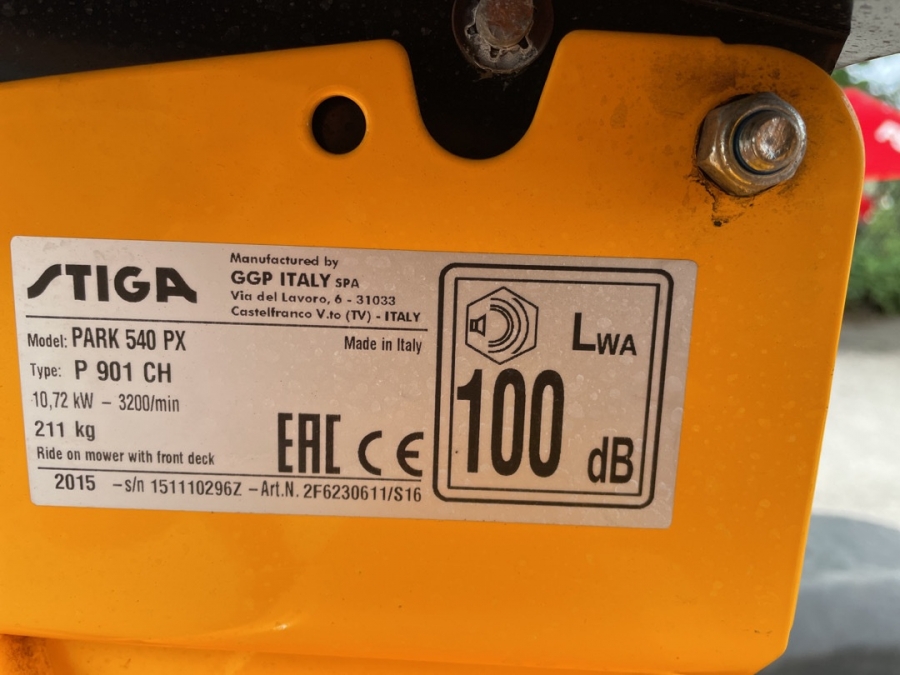 STIGA
Manufactured by
GGP ITALY SPA
Via del Lavoro, 6 - 31033
Castelfranco V.to (TV) - ITALY
Model: PARK 540 PX
Made in Italy
Type: P 901 CH
10,72 kW - 3200/min
211 kg
Ride on mower with front deck
EAC CE
2015 - s/n 151110296Z - Art.N. 2F6230611/S16
LWA
100 dB